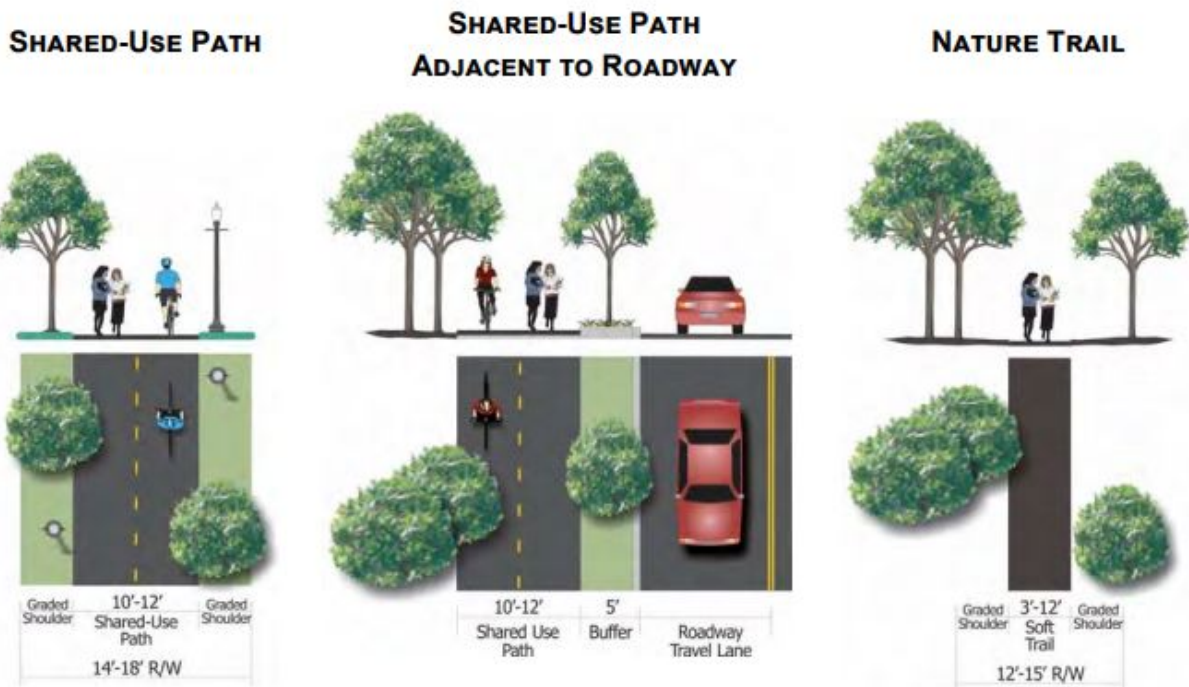 SHARED-USE PATH
Graded
Shoulder
10'-12'
Shared-Use
Path
Graded
Shoulder
14'-18' R/W
SHARED-USE PATH
ADJACENT TO ROADWAY
10'-12'
Shared Use
Path
5'
Buffer
Roadway
Travel Lane
NATURE TRAIL
Graded
Shoulder
3'-12'
Soft
Trail
Graded
Shoulder
12'-15' R/W